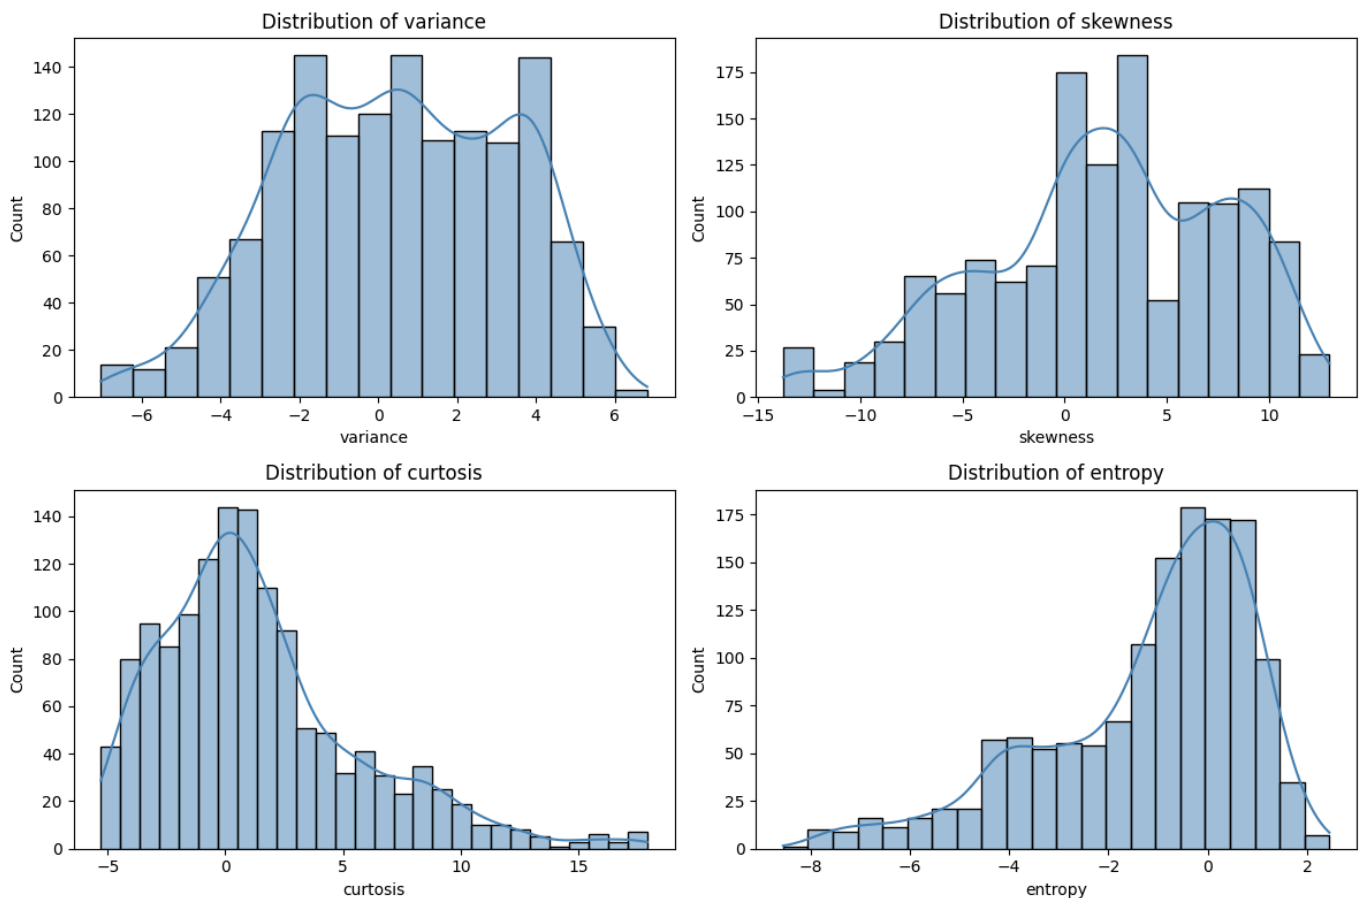 Distribution of variance
140
120
100
80
60
40
20
0
Count
−6 −4 −2 0 2 4 6
variance
Distribution of skewness
175
150
125
100
75
50
25
0
Count
−15 −10 −5 0 5 10
skewness
Distribution of curtosis
140
120
100
80
60
40
20
0
Count
−5 0 5 10 15
curtosis
Distribution of entropy
175
150
125
100
75
50
25
0
Count
−8 −6 −4 −2 0 2
entropy